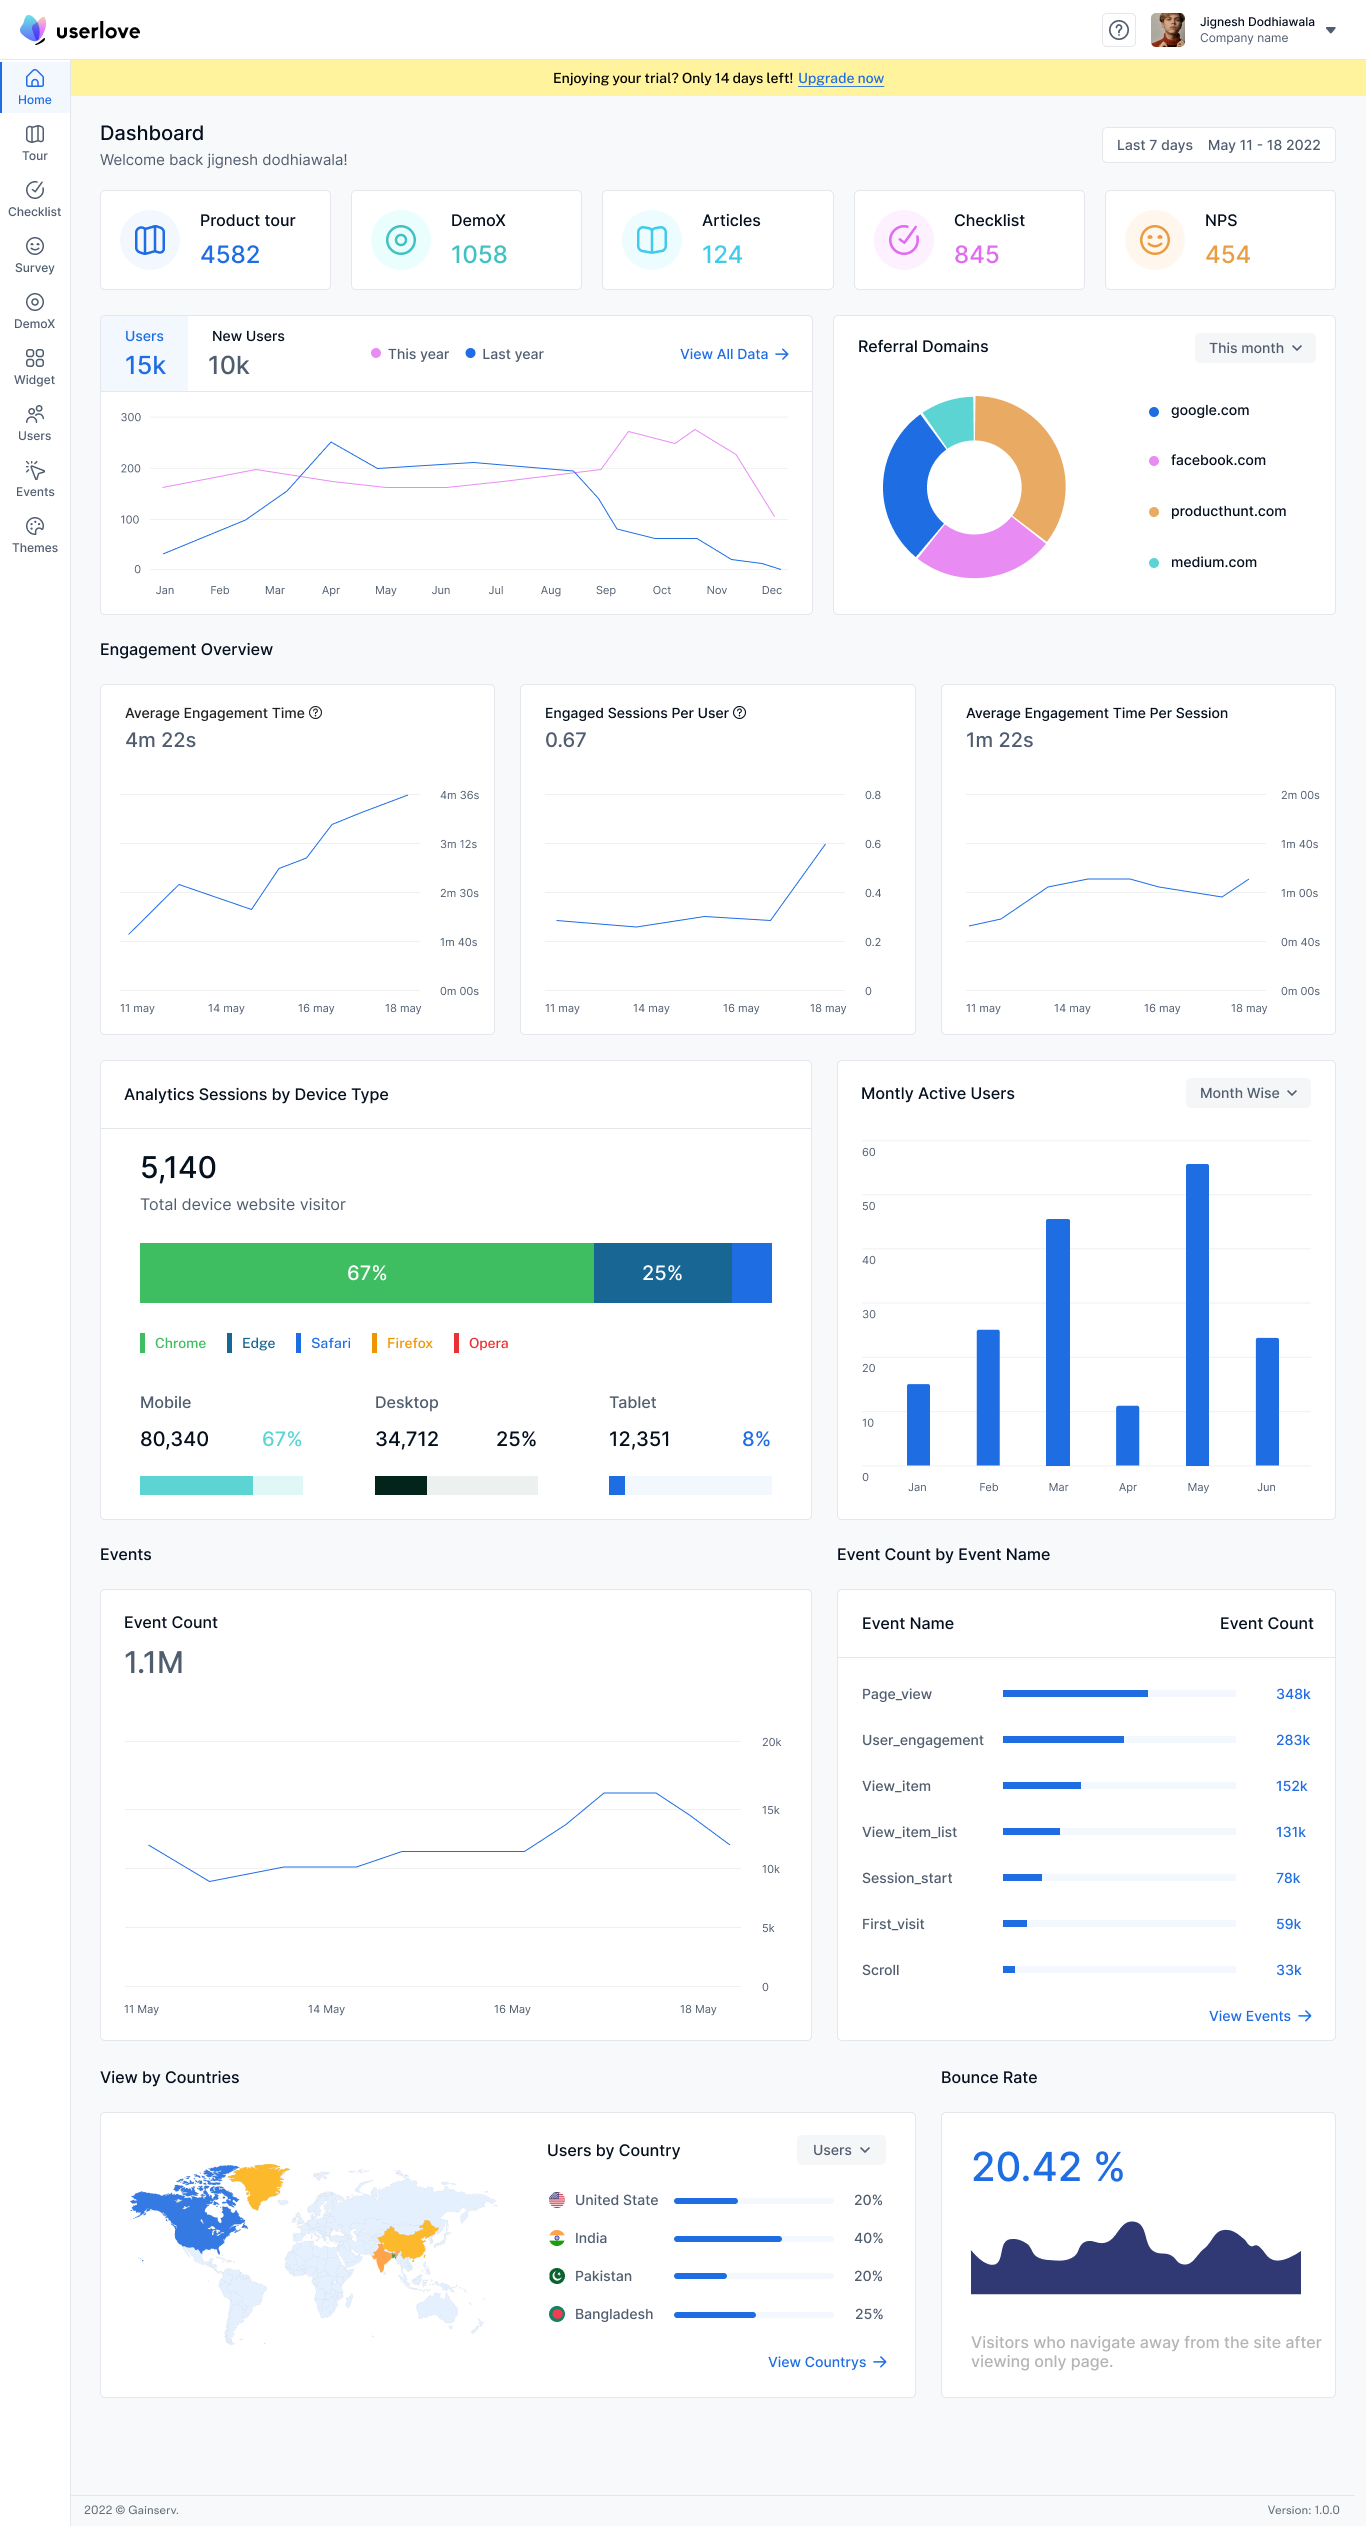 userlove
Jignesh Dodhiawala
Company name
Enjoying your trial? Only 14 days left! Upgrade now
Home
Tour
Checklist
Survey
DemoX
Widget
Users
Events
Themes
Dashboard
Welcome back jignesh dodhiawala!
Last 7 days May 11 - 18 2022
Product tour
4582
DemoX
1058
Articles
124
Checklist
845
NPS
454
Users
15k
New Users
10k
This year
Last year
View All Data
300
200
100
0
Jan Feb Mar Apr May Jun Jul Aug Sep Oct Nov Dec
Referral Domains
This month
google.com
facebook.com
producthunt.com
medium.com
Engagement Overview
Average Engagement Time
4m 22s
4m 36s
3m 12s
2m 30s
1m 40s
0m 00s
11 may 14 may 16 may 18 may
Engaged Sessions Per User
0.67
0.8
0.6
0.4
0.2
0
11 may 14 may 16 may 18 may
Average Engagement Time Per Session
1m 22s
2m 00s
1m 40s
1m 00s
0m 40s
0m 00s
11 may 14 may 16 may 18 may
Analytics Sessions by Device Type
5,140
Total device website visitor
67% 25%
Chrome Edge Safari Firefox Opera
Mobile
80,340 67%
Desktop
34,712 25%
Tablet
12,351 8%
Montly Active Users
Month Wise
60
50
40
30
20
10
0
Jan Feb Mar Apr May Jun
Events
Event Count
1.1M
20k
15k
10k
5k
0
11 May 14 May 16 May 18 May
Event Count by Event Name
Event Name Event Count
Page_view 348k
User_engagement 283k
View_item 152k
View_item_list 131k
Session_start 78k
First_visit 59k
Scroll 33k
View Events
View by Countries
Users by Country
Users
United State 20%
India 40%
Pakistan 20%
Bangladesh 25%
View Countrys
Bounce Rate
20.42 %
Visitors who navigate away from the site after
viewing only page.
2022 © Gainserv.
Version: 1.0.0